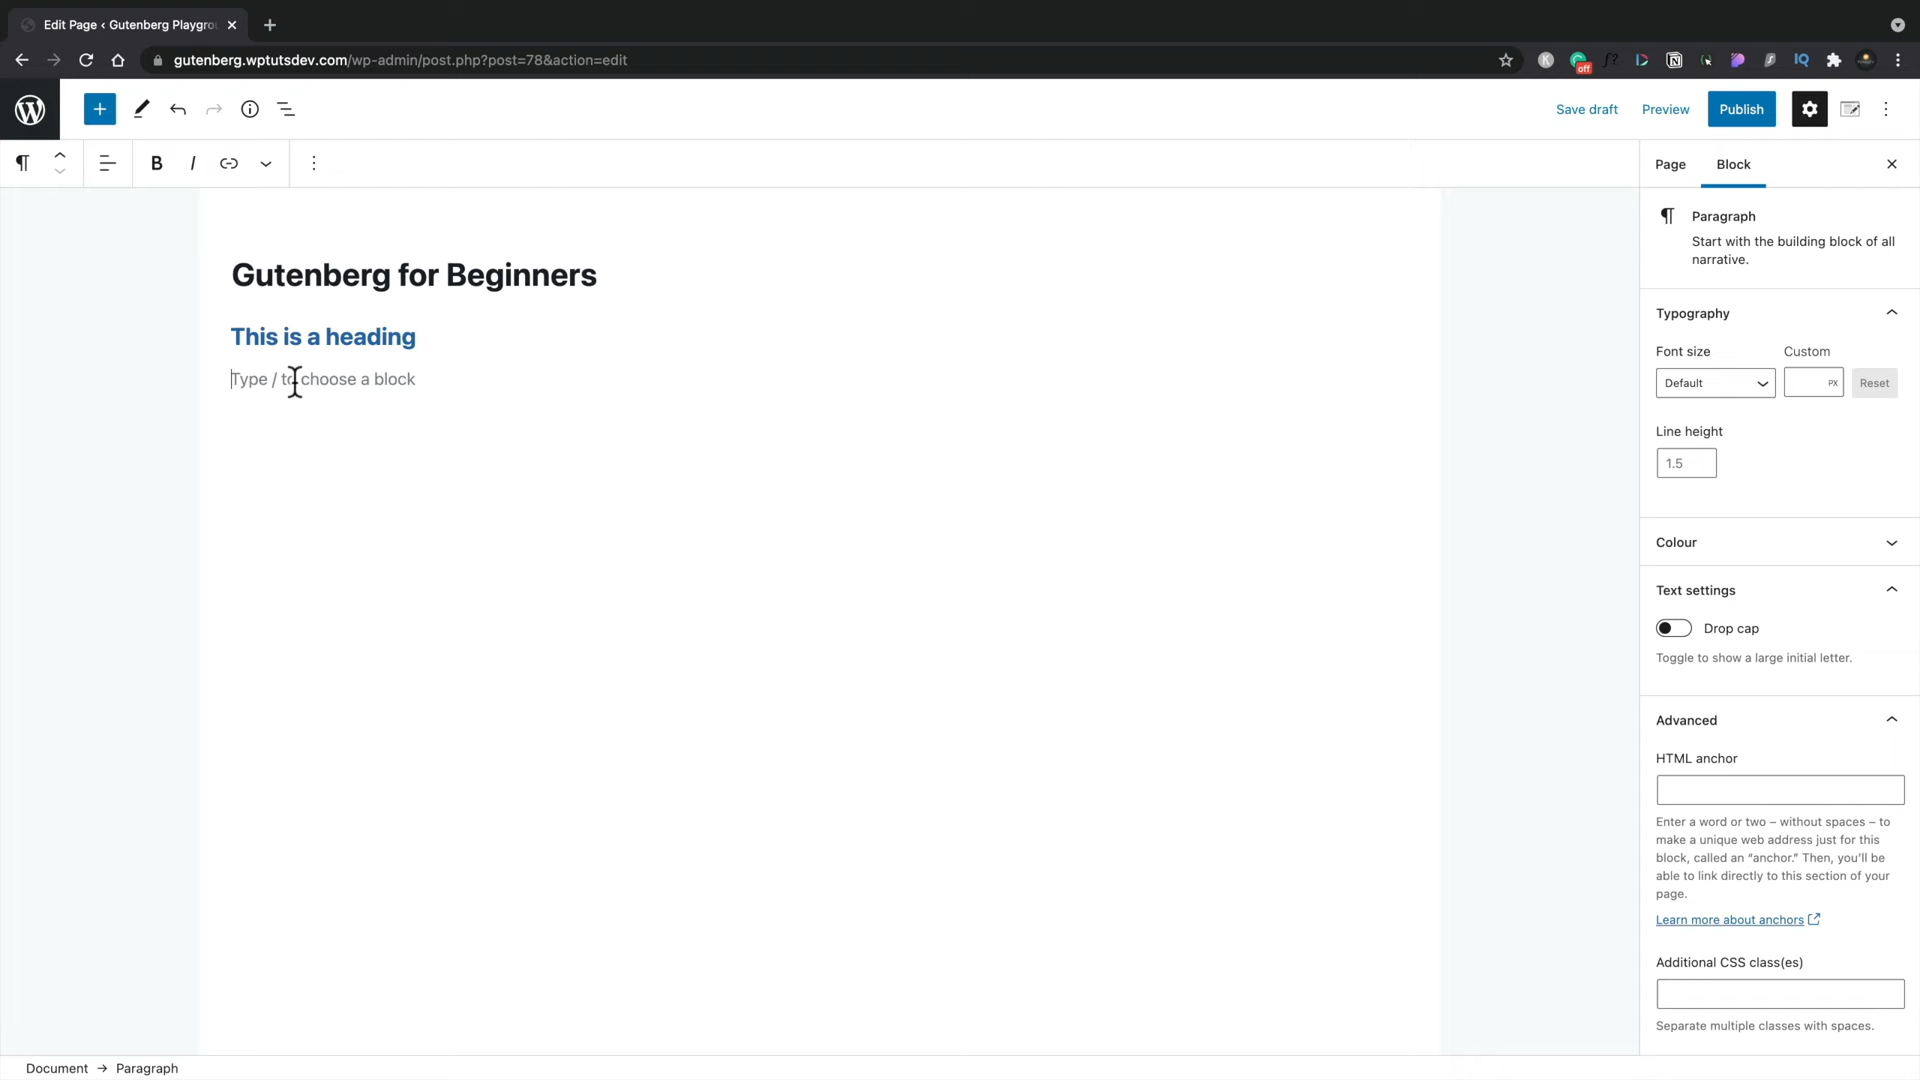 Edit Page ‹ Gutenberg Playgro
gutenberg.wptutsdev.com/wp-admin/post.php?post=78&action=edit
off
IQ
Save draft
Preview
Publish
B I
Page
Block
Paragraph
Start with the building block of all
narrative.
Gutenberg for Beginners
This is a heading
Type / to choose a block
Typography
Font size
Custom
Default
PX
Reset
Line height
1.5
Colour
Text settings
Drop cap
Toggle to show a large initial letter.
Advanced
HTML anchor
Enter a word or two – without spaces – to
make a unique web address just for this
block, called an “anchor.” Then, you’ll be
able to link directly to this section of your
page.
Learn more about anchors
Additional CSS class(es)
Separate multiple classes with spaces.
Document → Paragraph